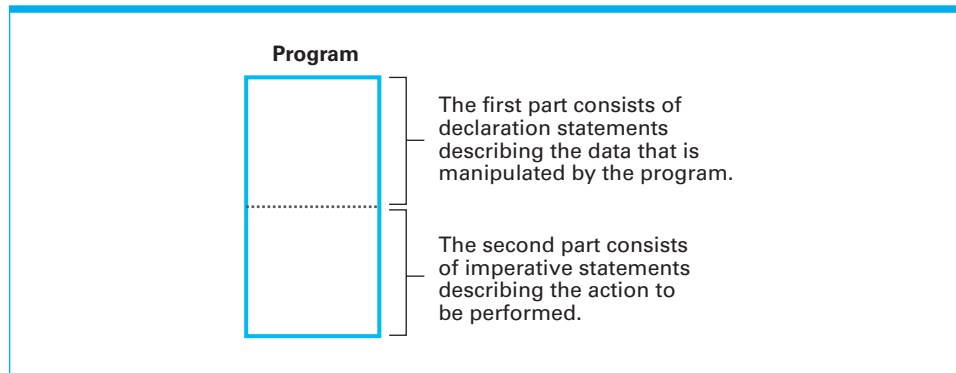 Program
The first part consists of
declaration statements
describing the data that is
manipulated by the program.
The second part consists
of imperative statements
describing the action to
be performed.